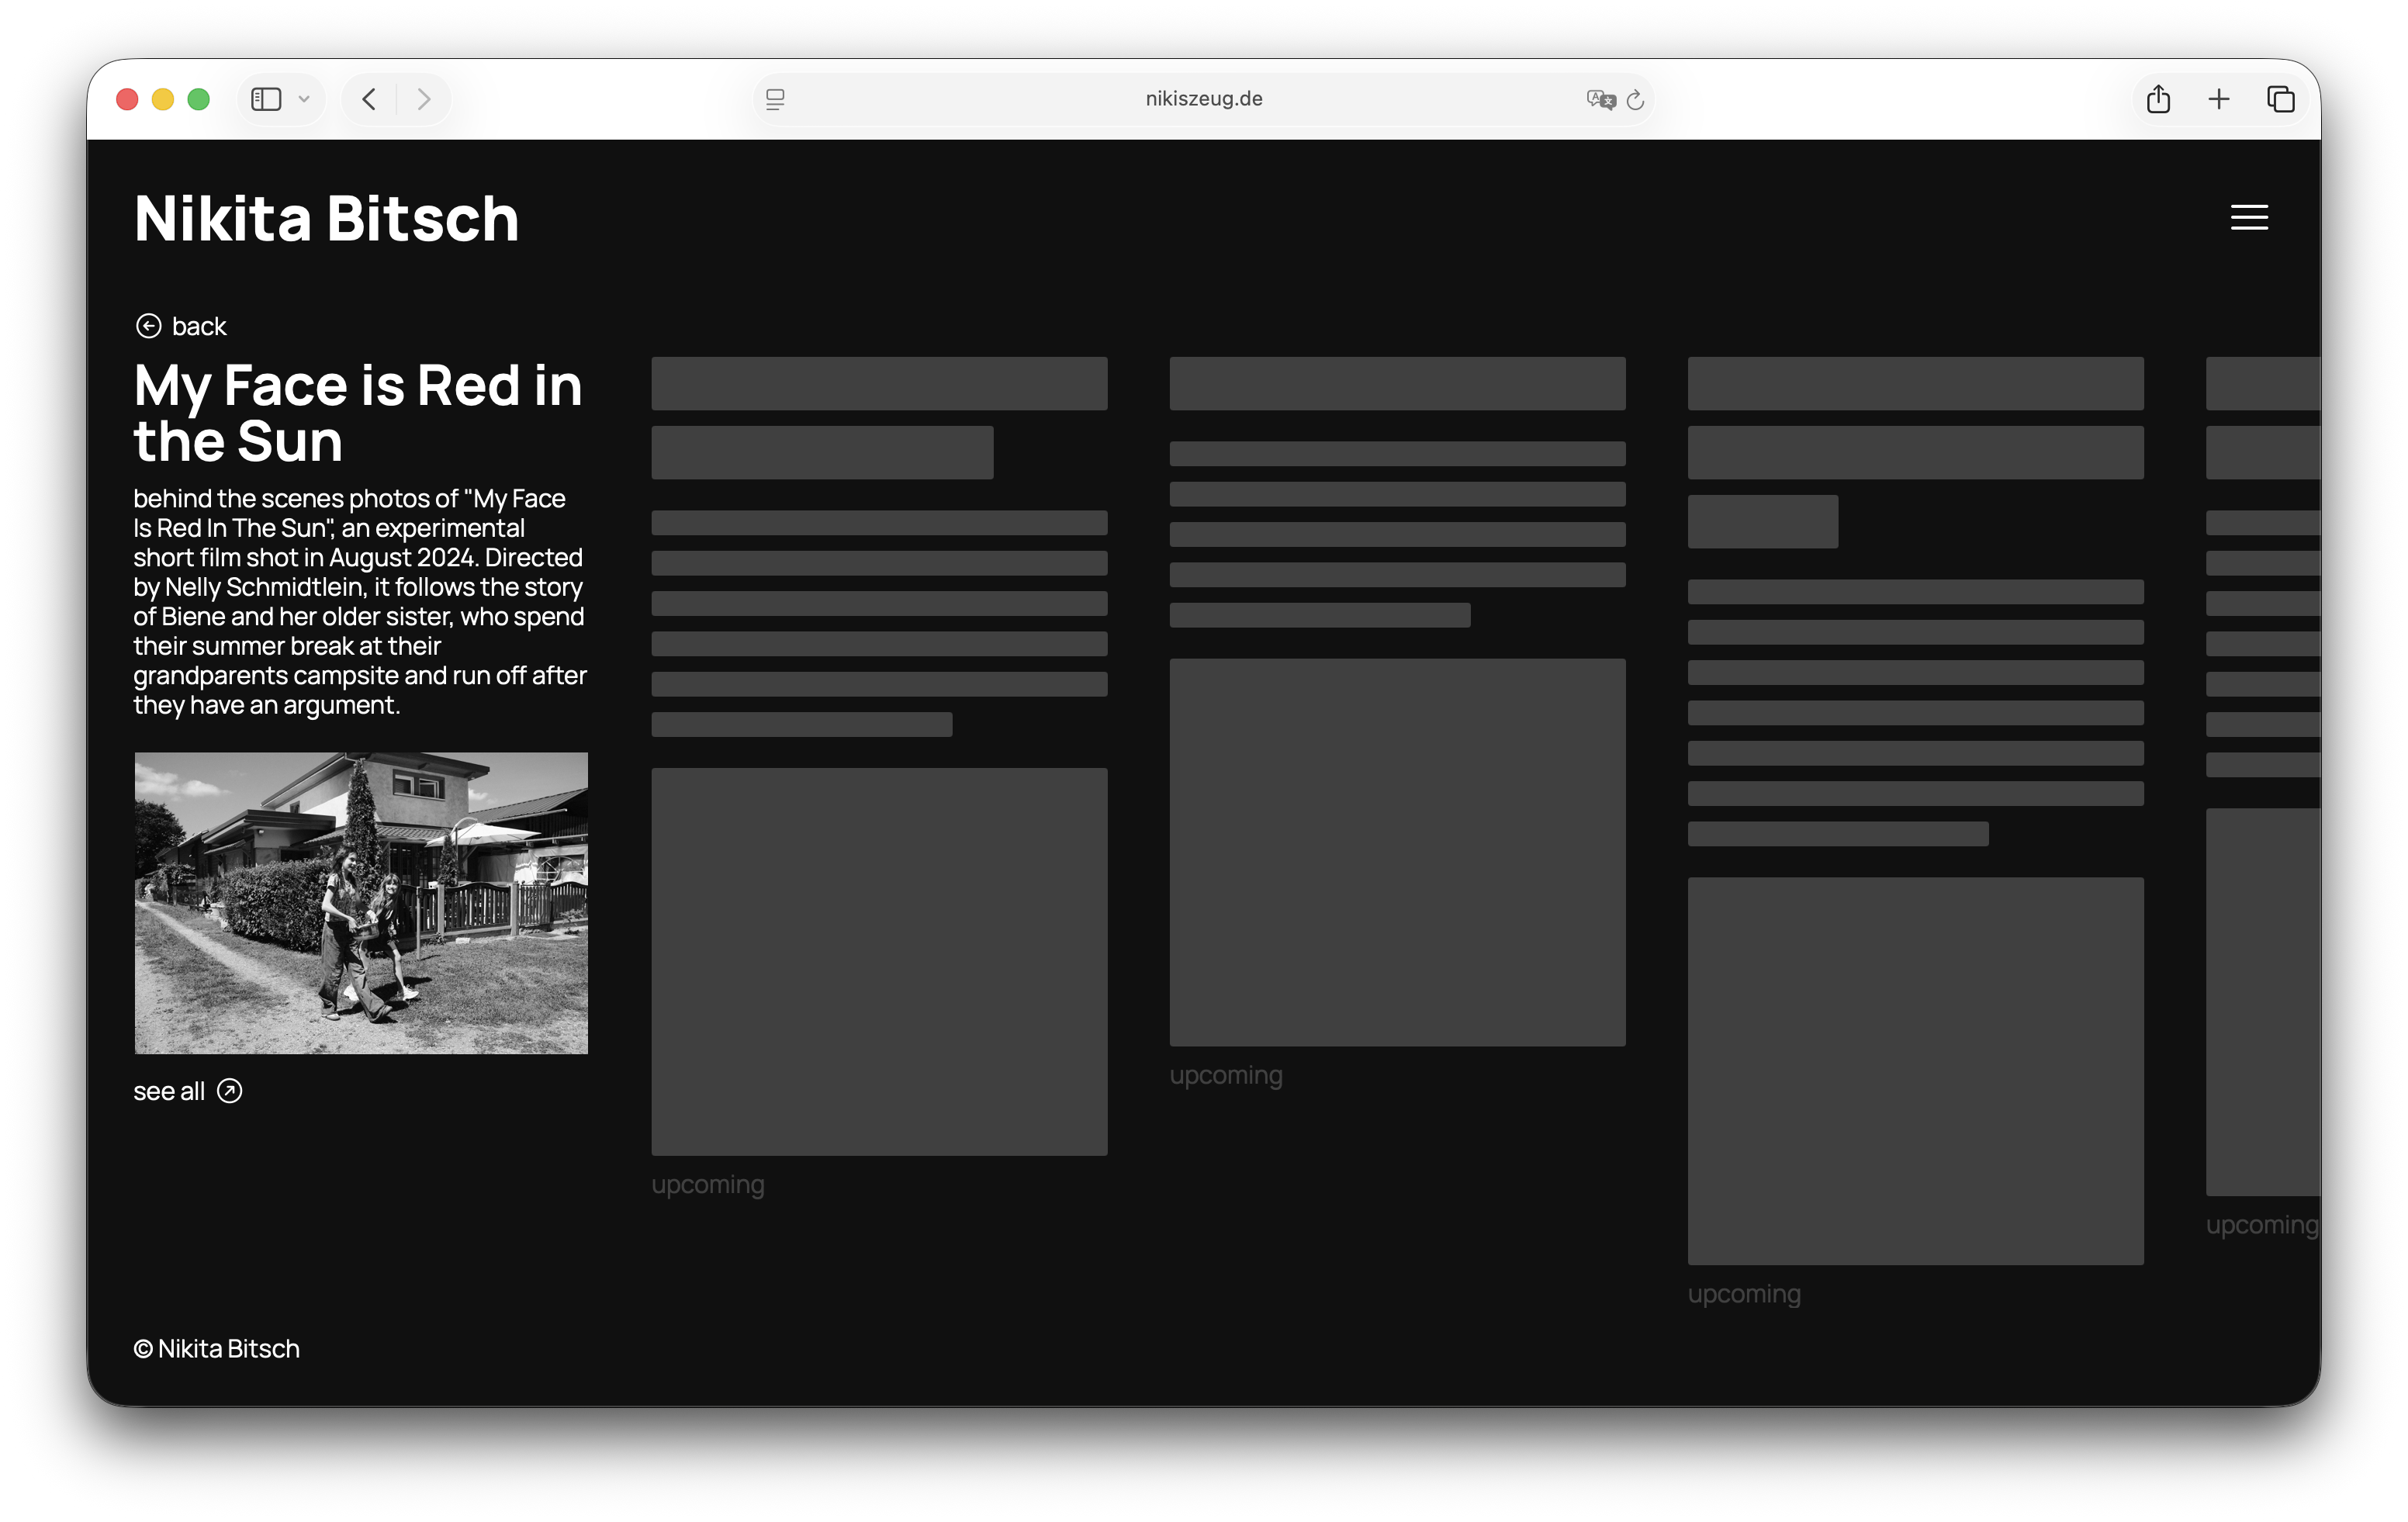 nikiszeug.de
Nikita Bitsch
back
My Face is Red in
the Sun
behind the scenes photos of "My Face
Is Red In The Sun", an experimental
short film shot in August 2024. Directed
by Nelly Schmidtlein, it follows the story
of Biene and her older sister, who spend
their summer break at their
grandparents campsite and run off after
they have an argument.
see all
upcoming
upcoming
upcoming
upcoming
© Nikita Bitsch